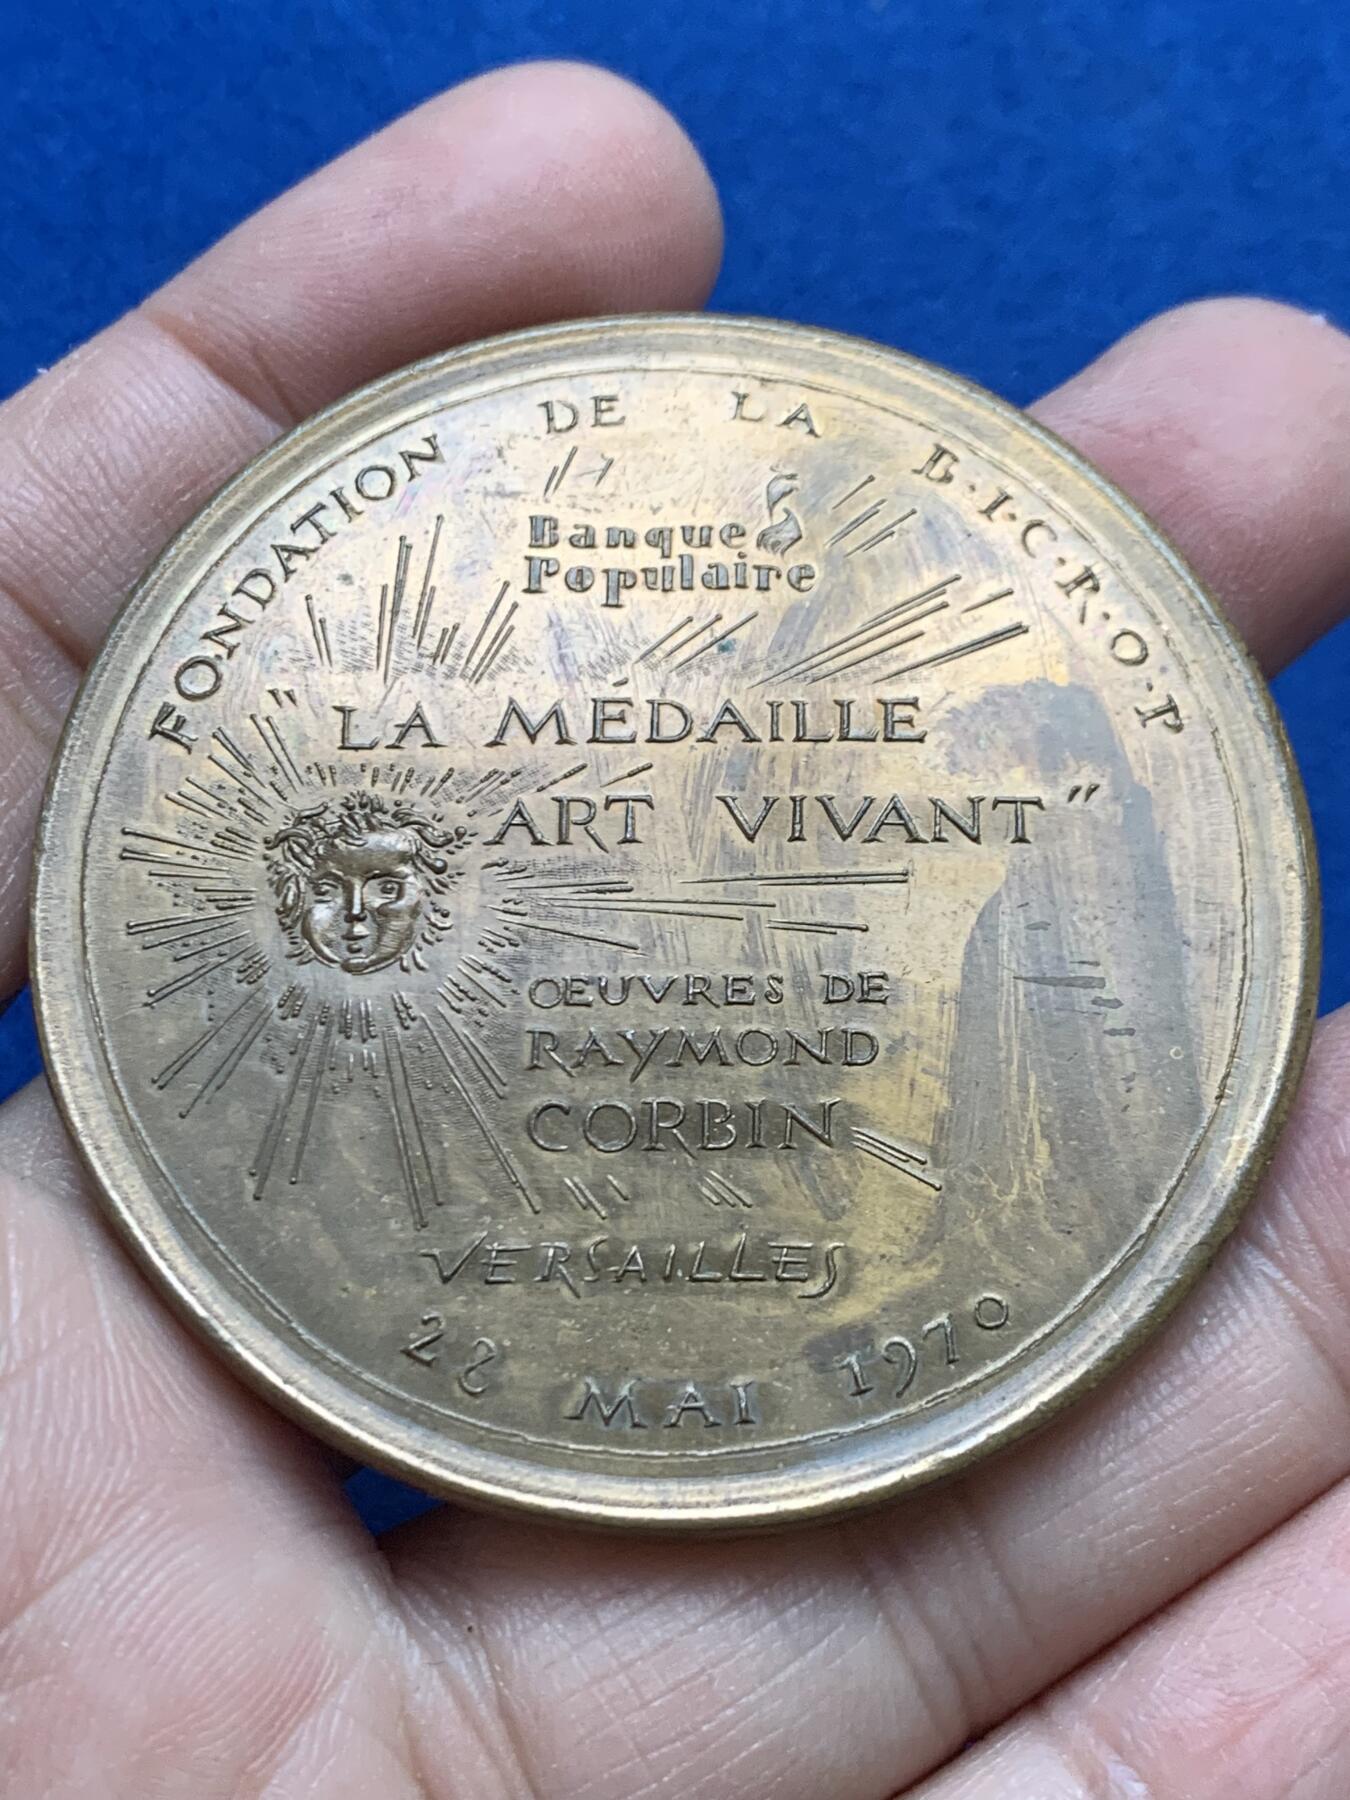 FONDATION DE LA B·I·C·R·O·P
Banque
Populaire
"LA MÉDAILLE
ART VIVANT"
ŒUVRES DE
RAYMOND
CORBIN
VERSAILLES
28 MAI 1970